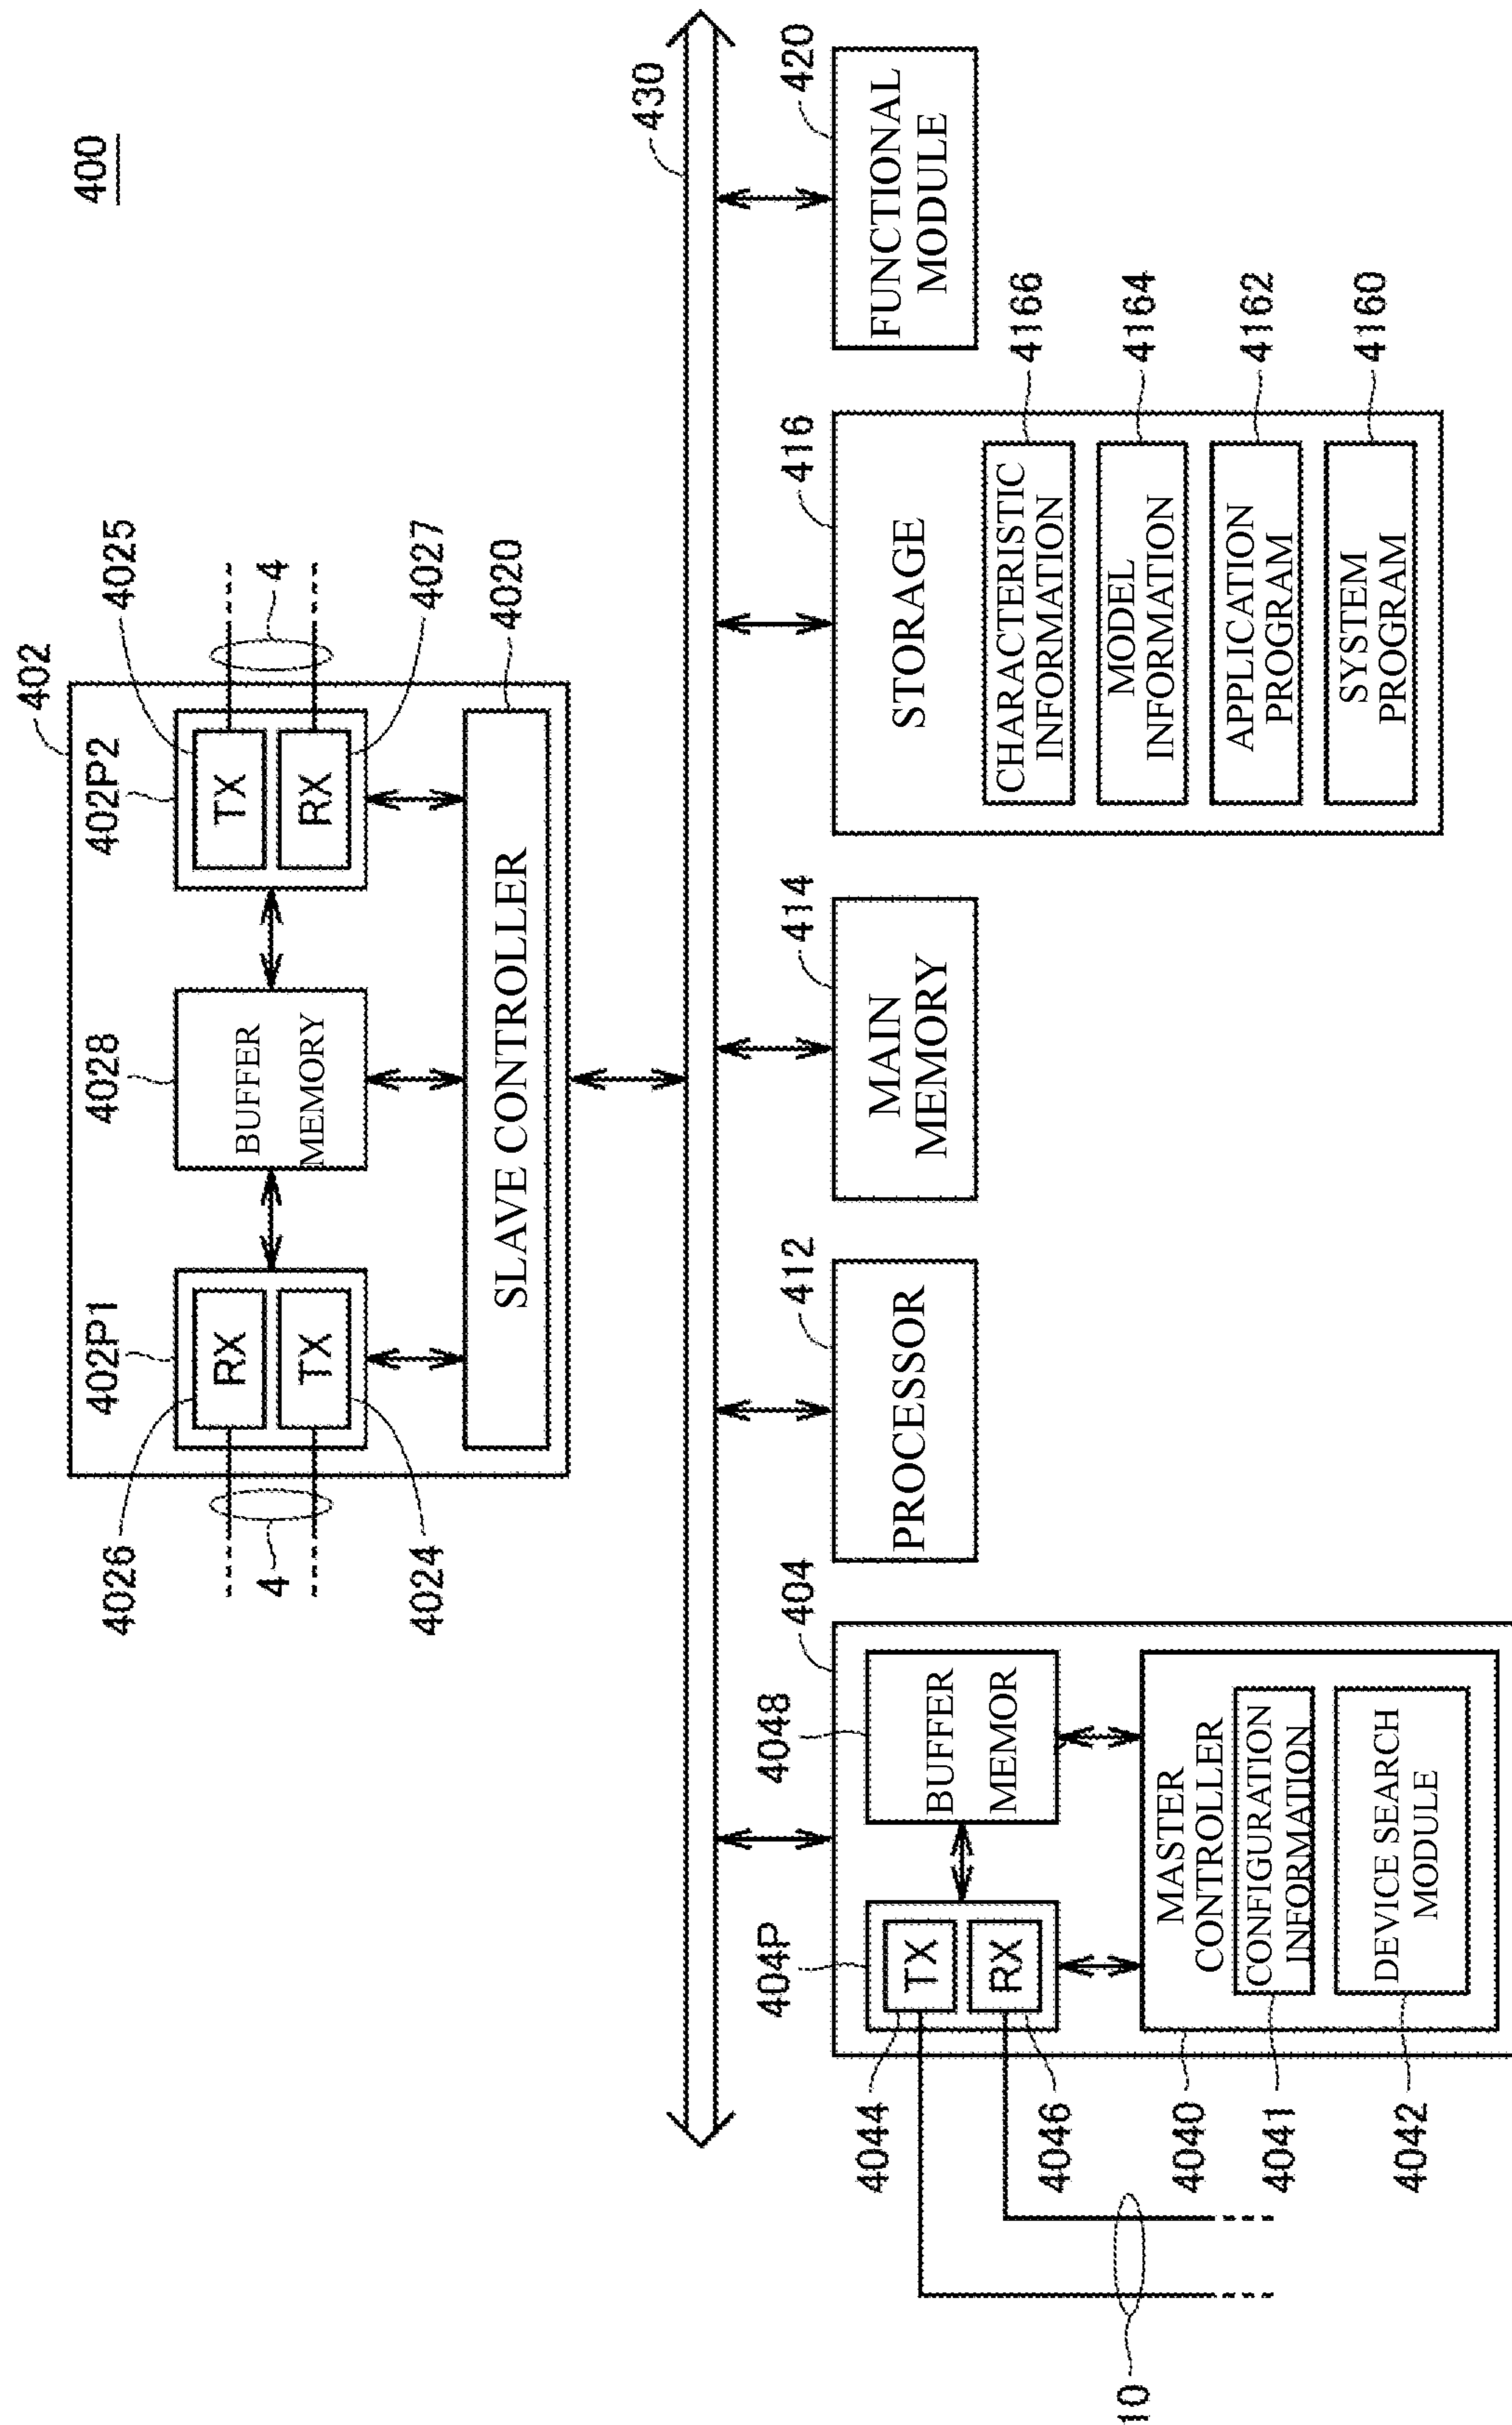 400
402
402P1
4028
402P2
4025
4026
RX
TX
BUFFER
MEMORY
TX
RX
4
4
4024
4027
SLAVE CONTROLLER
4020
430
404
412
414
416
420
4048
404P
TX
RX
BUFFER
MEMOR
4044
4046
10
MASTER
CONTROLLER
4040
CONFIGURATION
INFORMATION
4041
DEVICE SEARCH
MODULE
4042
PROCESSOR
MAIN
MEMORY
STORAGE
CHARACTERISTIC
INFORMATION
4166
MODEL
INFORMATION
4164
APPLICATION
PROGRAM
4162
SYSTEM
PROGRAM
4160
FUNCTIONAL
MODULE